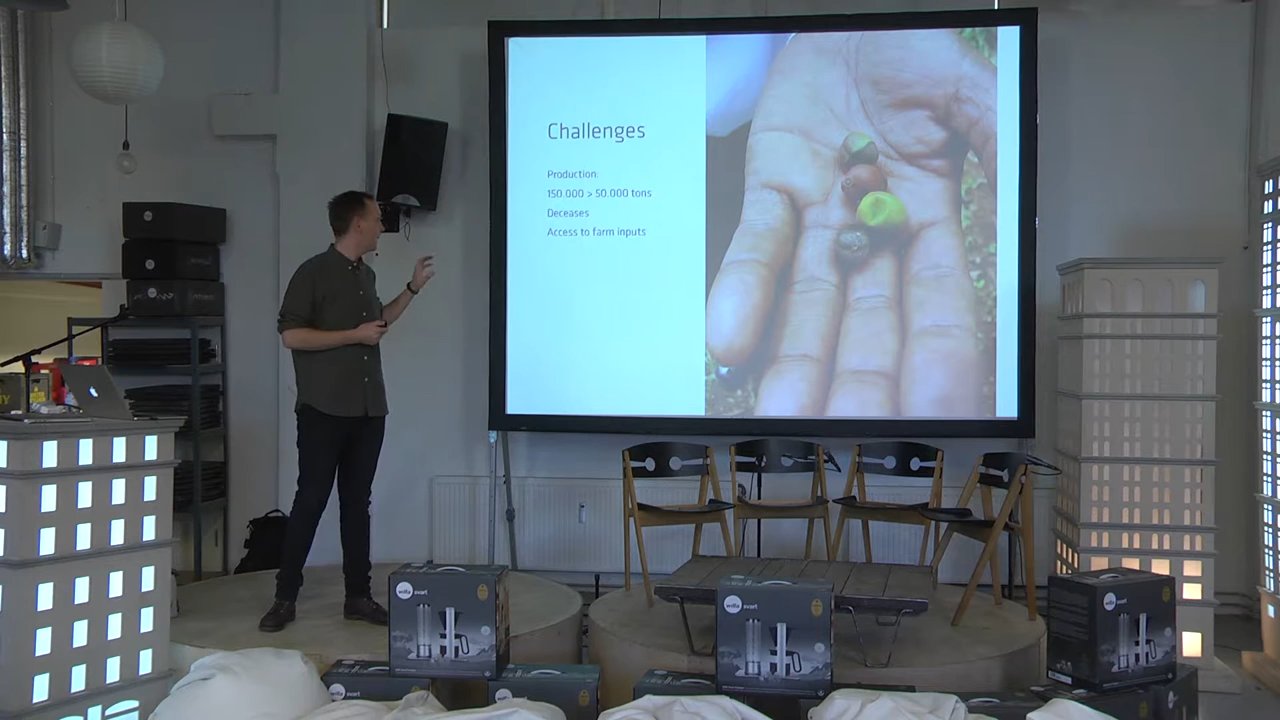 Challenges
Production:
150.000 > 50.000 tons
Deceases
Access to farm inputs
wilfa svart
wilfa svart
wilfa svart